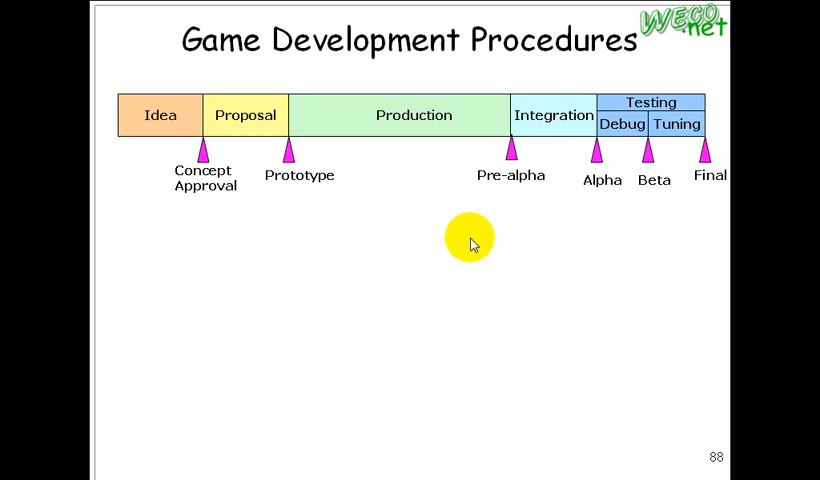 WECO
.net
Game Development Procedures
Idea
Proposal
Production
Integration
Testing
Debug
Tuning
Concept
Approval
Prototype
Pre-alpha
Alpha
Beta
Final
88